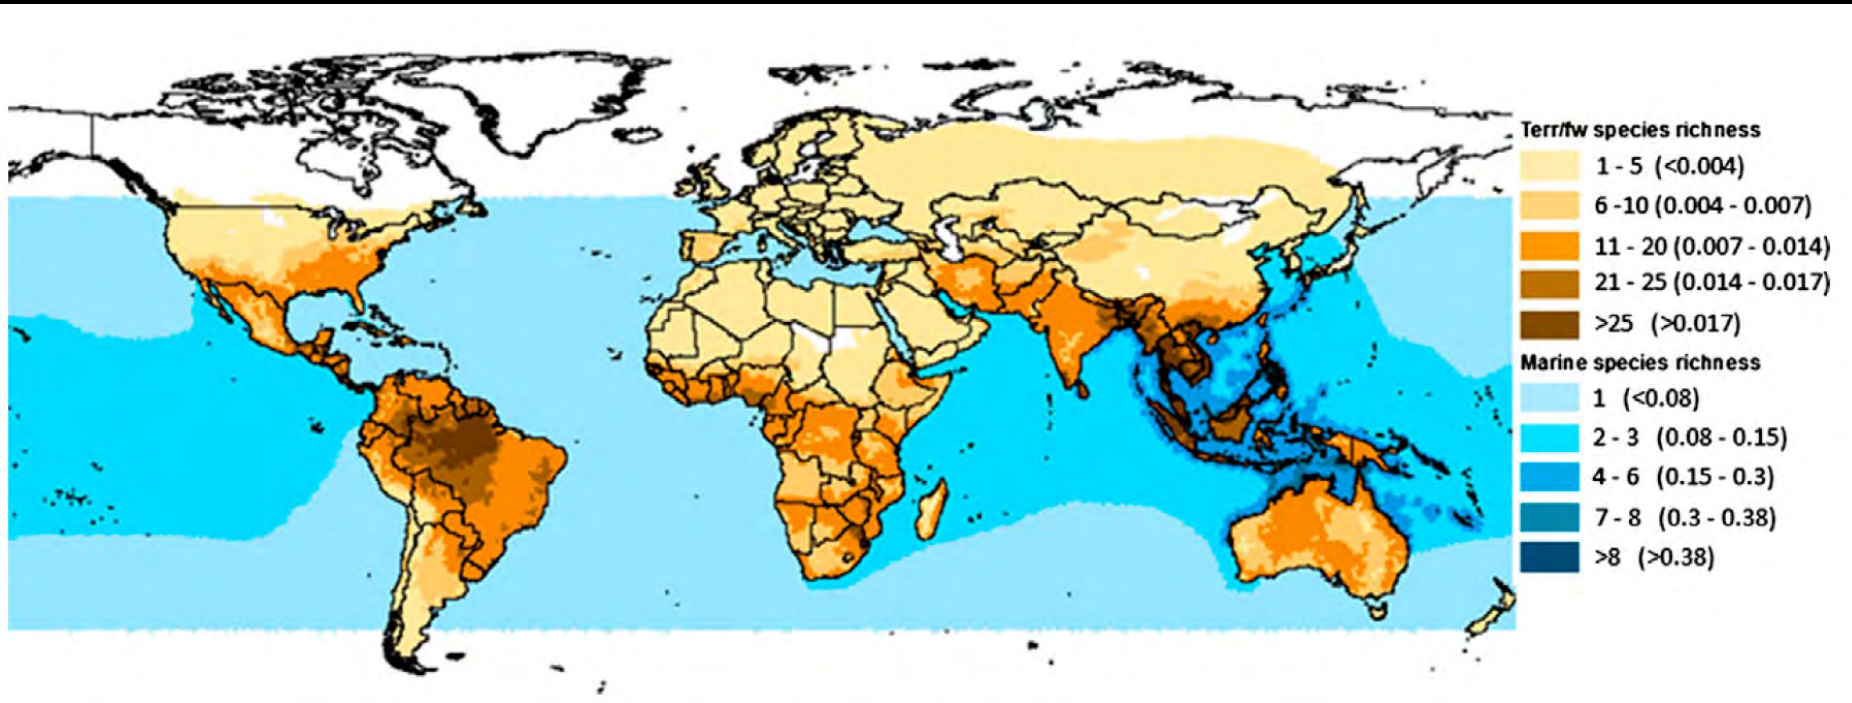 Terr/fw species richness
1 - 5 (<0.004)
6 -10 (0.004 - 0.007)
11 - 20 (0.007 - 0.014)
21 - 25 (0.014 - 0.017)
>25 (>0.017)
Marine species richness
1 (<0.08)
2 - 3 (0.08 - 0.15)
4 - 6 (0.15 - 0.3)
7 - 8 (0.3 - 0.38)
>8 (>0.38)